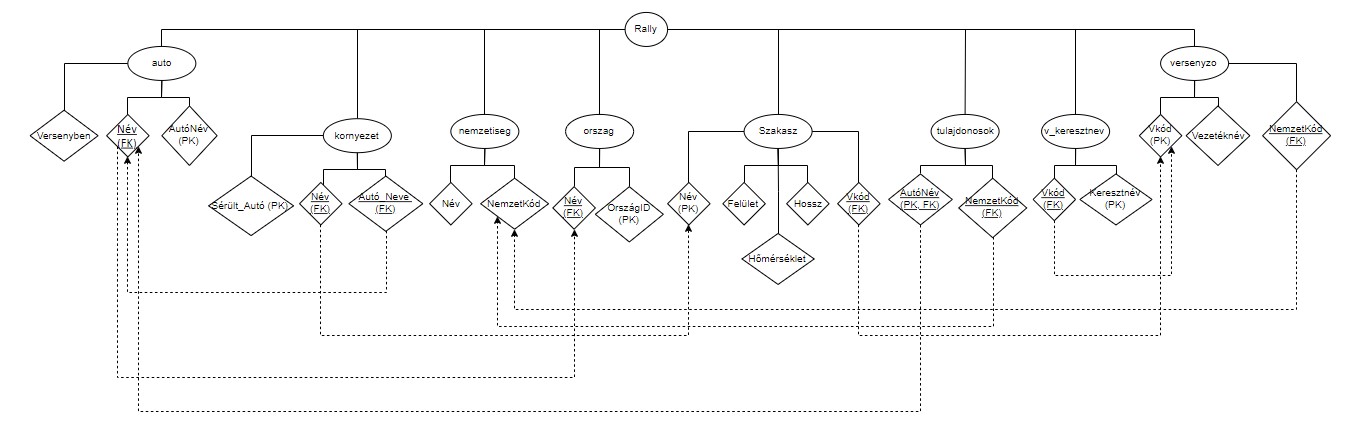 Rally
auto
versenyzo
kornyezet
nemzetiseg
orszag
Szakasz
tulajdonosok
v_keresztnev
Versenyben
Név
(FK)
AutóNév
(PK)
Vkód
(PK)
Vezetéknév
NemzetKód
(FK)
Sérült_Autó (PK)
Név
(FK)
Autó_Neve
(FK)
Név
NemzetKód
Név
(FK)
OrszágID
(PK)
Név
(PK)
Felület
Hossz
Vkód
(FK)
AutóNév
(PK, FK)
NemzetKód
(FK)
Vkód
(FK)
Keresztnév
(PK)
Hőmérséklet